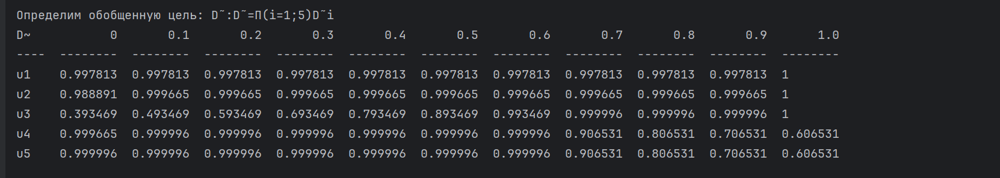 Определим обобщенную цель: D˜:D˜=П(i=1;5)D˜i
D~ 0 0.1 0.2 0.3 0.4 0.5 0.6 0.7 0.8 0.9 1.0
---- -------- -------- -------- -------- -------- -------- -------- -------- -------- -------- --------
u1 0.997813 0.997813 0.997813 0.997813 0.997813 0.997813 0.997813 0.997813 0.997813 0.997813 1
u2 0.988891 0.999665 0.999665 0.999665 0.999665 0.999665 0.999665 0.999665 0.999665 0.999665 1
u3 0.393469 0.493469 0.593469 0.693469 0.793469 0.893469 0.993469 0.999996 0.999996 0.999996 1
u4 0.999665 0.999996 0.999996 0.999996 0.999996 0.999996 0.999996 0.906531 0.806531 0.706531 0.606531
u5 0.999996 0.999996 0.999996 0.999996 0.999996 0.999996 0.999996 0.906531 0.806531 0.706531 0.606531